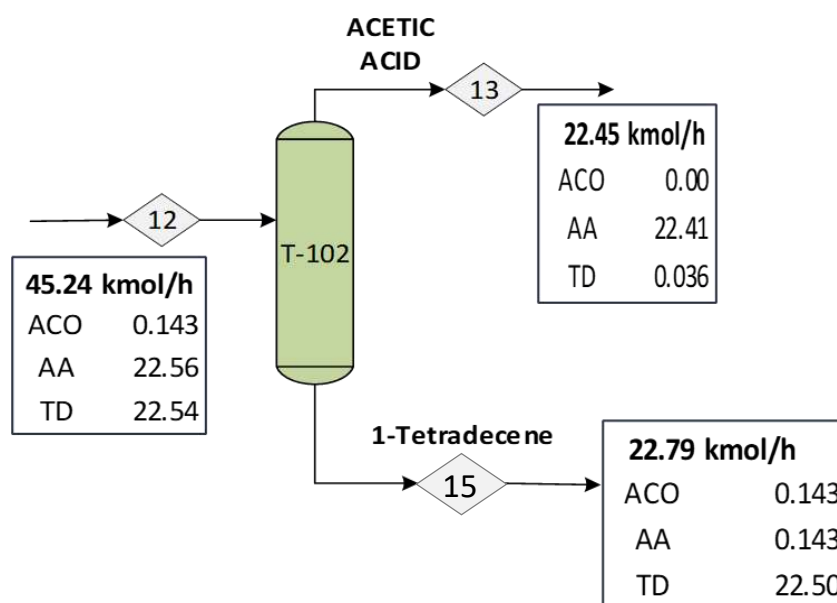 ACETIC
ACID
13
22.45 kmol/h
ACO 0.00
AA 22.41
TD 0.036
12
T-102
45.24 kmol/h
ACO 0.143
AA 22.56
TD 22.54
1-Tetradecene
15
22.79 kmol/h
ACO 0.143
AA 0.143
TD 22.50